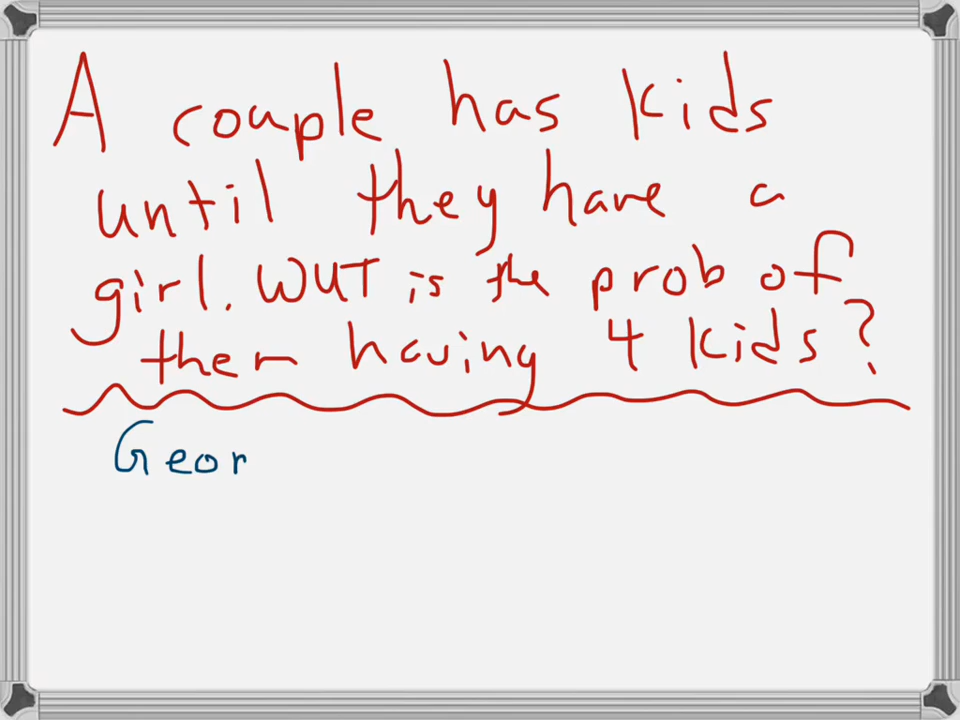 A couple has kids
until they have a
girl. WUT is the prob of
them having 4 kids?
Geor